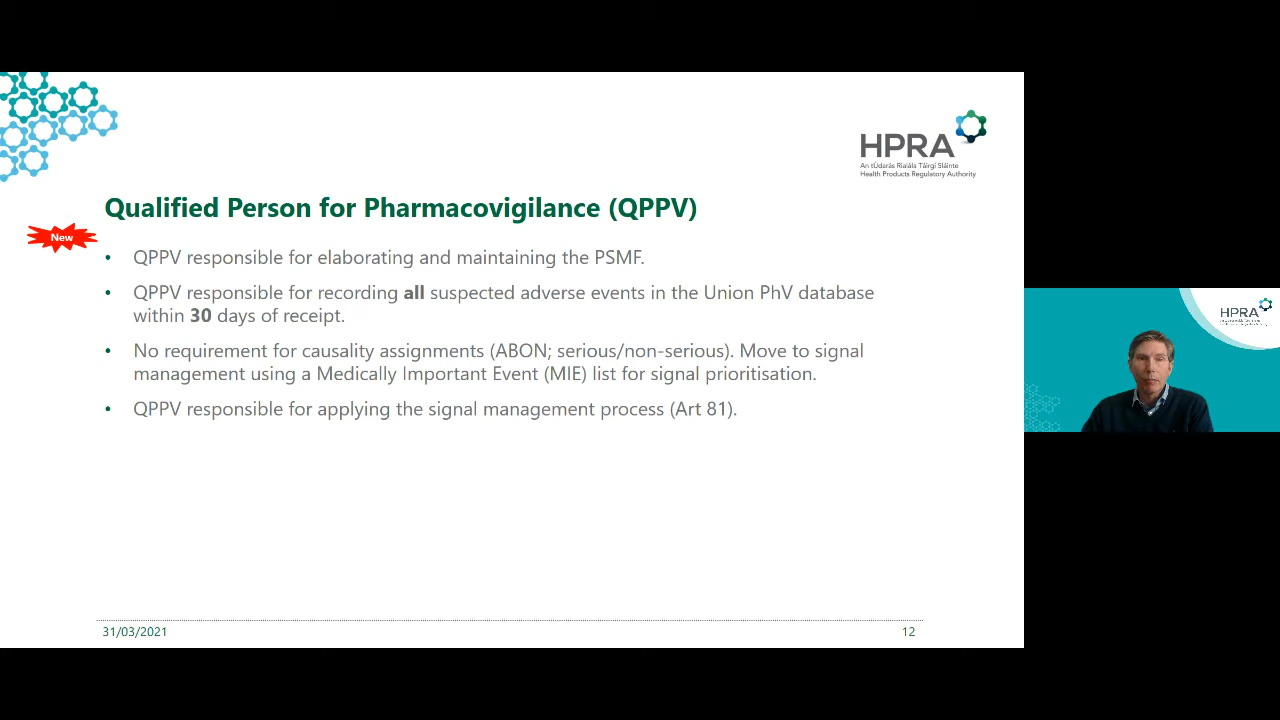 HPRA
An tÚdarás Rialála Táirgí Sláinte
Health Products Regulatory Authority
Qualified Person for Pharmacovigilance (QPPV)
New
• QPPV responsible for elaborating and maintaining the PSMF.
• QPPV responsible for recording all suspected adverse events in the Union PhV database
within 30 days of receipt.
• No requirement for causality assignments (ABON; serious/non-serious). Move to signal
management using a Medically Important Event (MIE) list for signal prioritisation.
• QPPV responsible for applying the signal management process (Art 81).
31/03/2021
12
HPRA